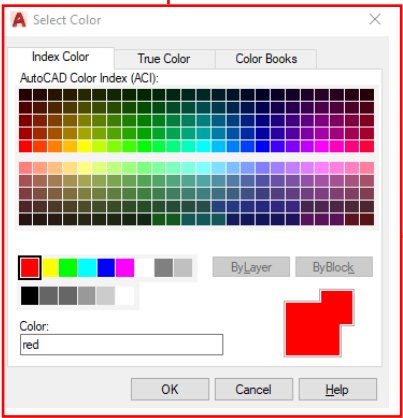 Select Color
Index Color True Color Color Books
AutoCAD Color Index (ACI):
ByLayer ByBlock
Color:
red
OK Cancel Help